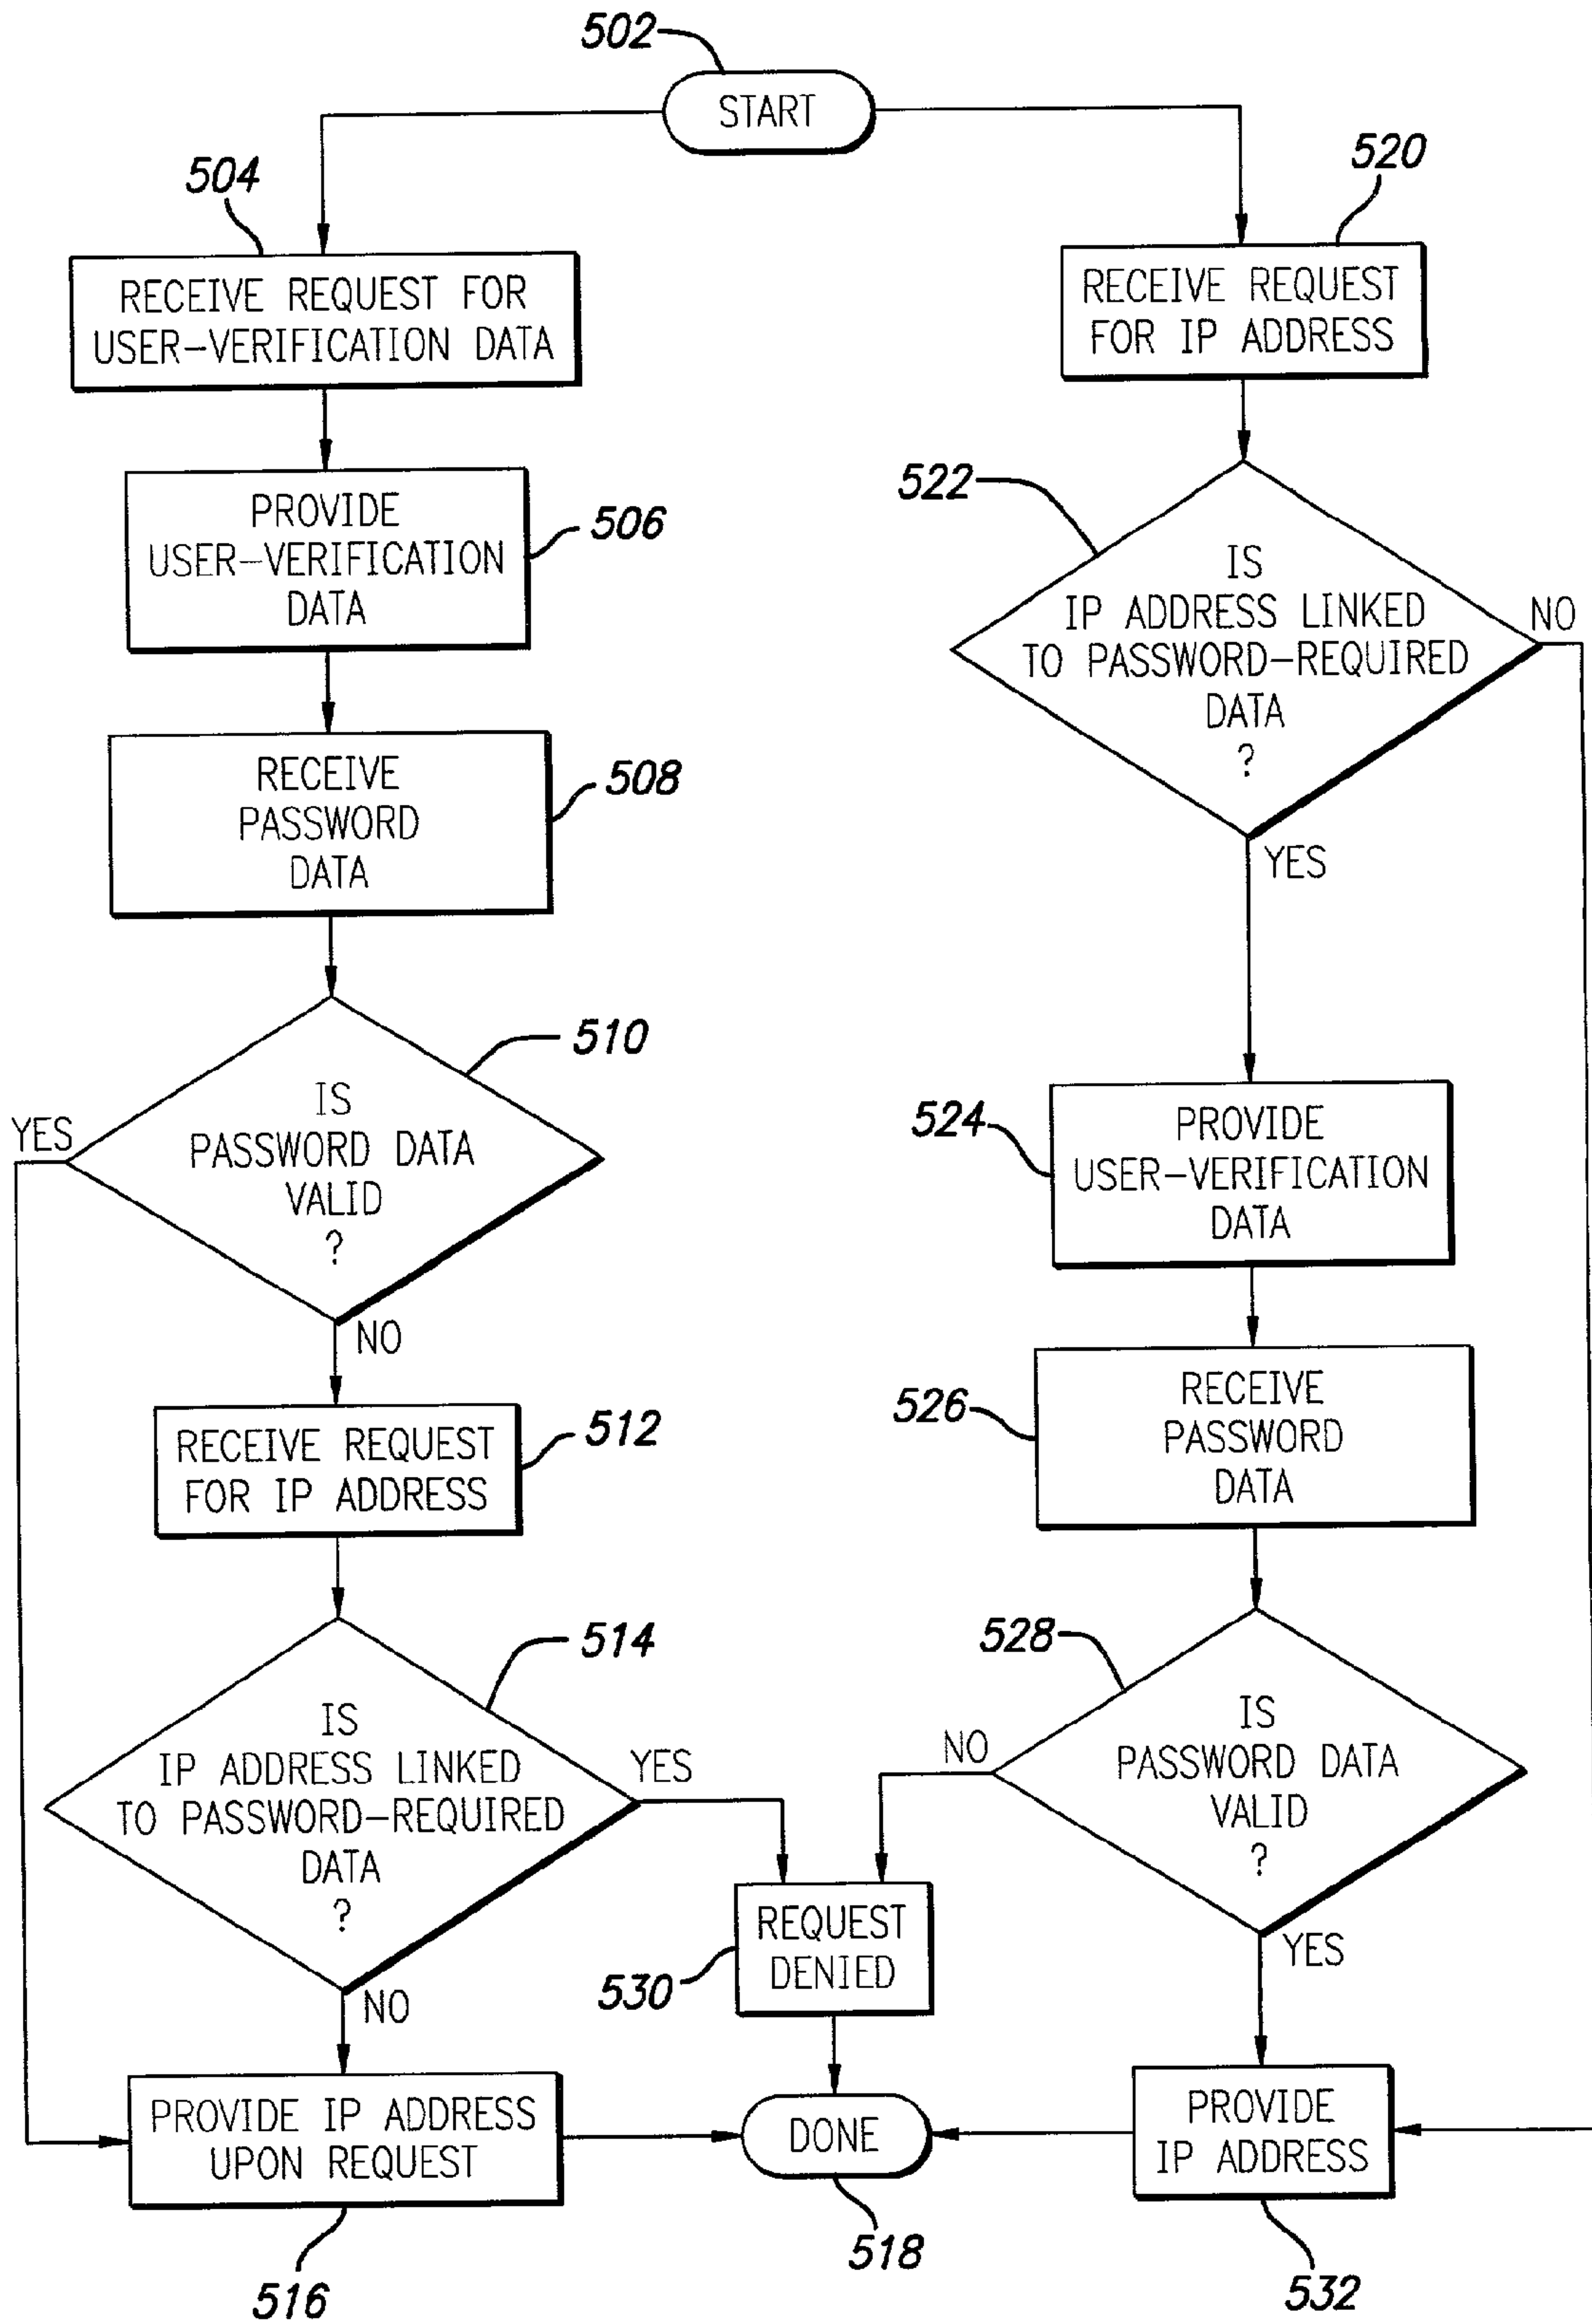 502
START
504
RECEIVE REQUEST FOR
USER-VERIFICATION DATA
PROVIDE
USER-VERIFICATION
DATA
506
RECEIVE
PASSWORD
DATA
508
510
IS
PASSWORD DATA
VALID
?
YES
NO
RECEIVE REQUEST
FOR IP ADDRESS
512
514
IS
IP ADDRESS LINKED
TO PASSWORD-REQUIRED
DATA
?
YES
NO
PROVIDE IP ADDRESS
UPON REQUEST
516
520
RECEIVE REQUEST
FOR IP ADDRESS
522
IS
IP ADDRESS LINKED
TO PASSWORD-REQUIRED
DATA
?
NO
YES
524
PROVIDE
USER-VERIFICATION
DATA
526
RECEIVE
PASSWORD
DATA
528
IS
PASSWORD DATA
VALID
?
NO
YES
REQUEST
DENIED
530
DONE
518
PROVIDE
IP ADDRESS
532